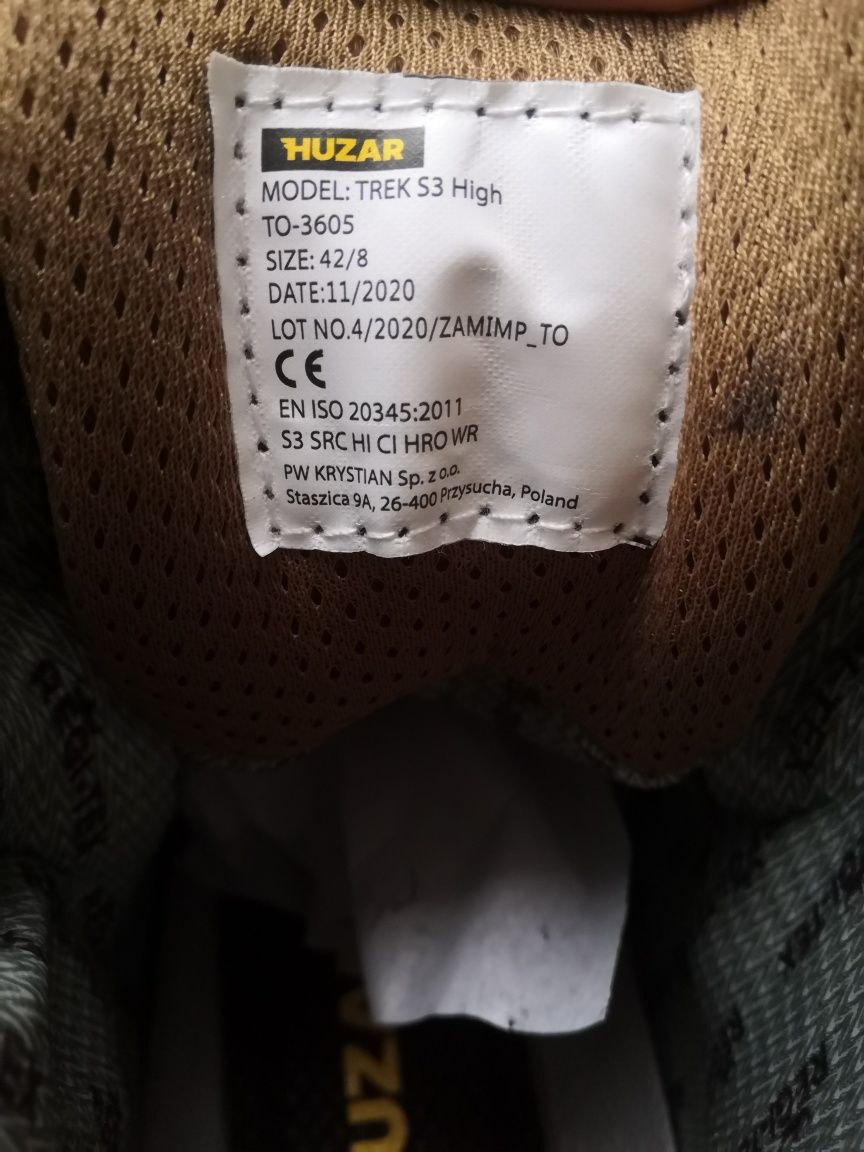 HUZAR
MODEL: TREK S3 High
TO-3605
SIZE: 42/8
DATE:11/2020
LOT NO.4/2020/ZAMIMP_TO
CE
EN ISO 20345:2011
S3 SRC HI CI HRO WR
PW KRYSTIAN Sp. z o.o.
Staszica 9A, 26-400 Przysucha, Poland
UZ